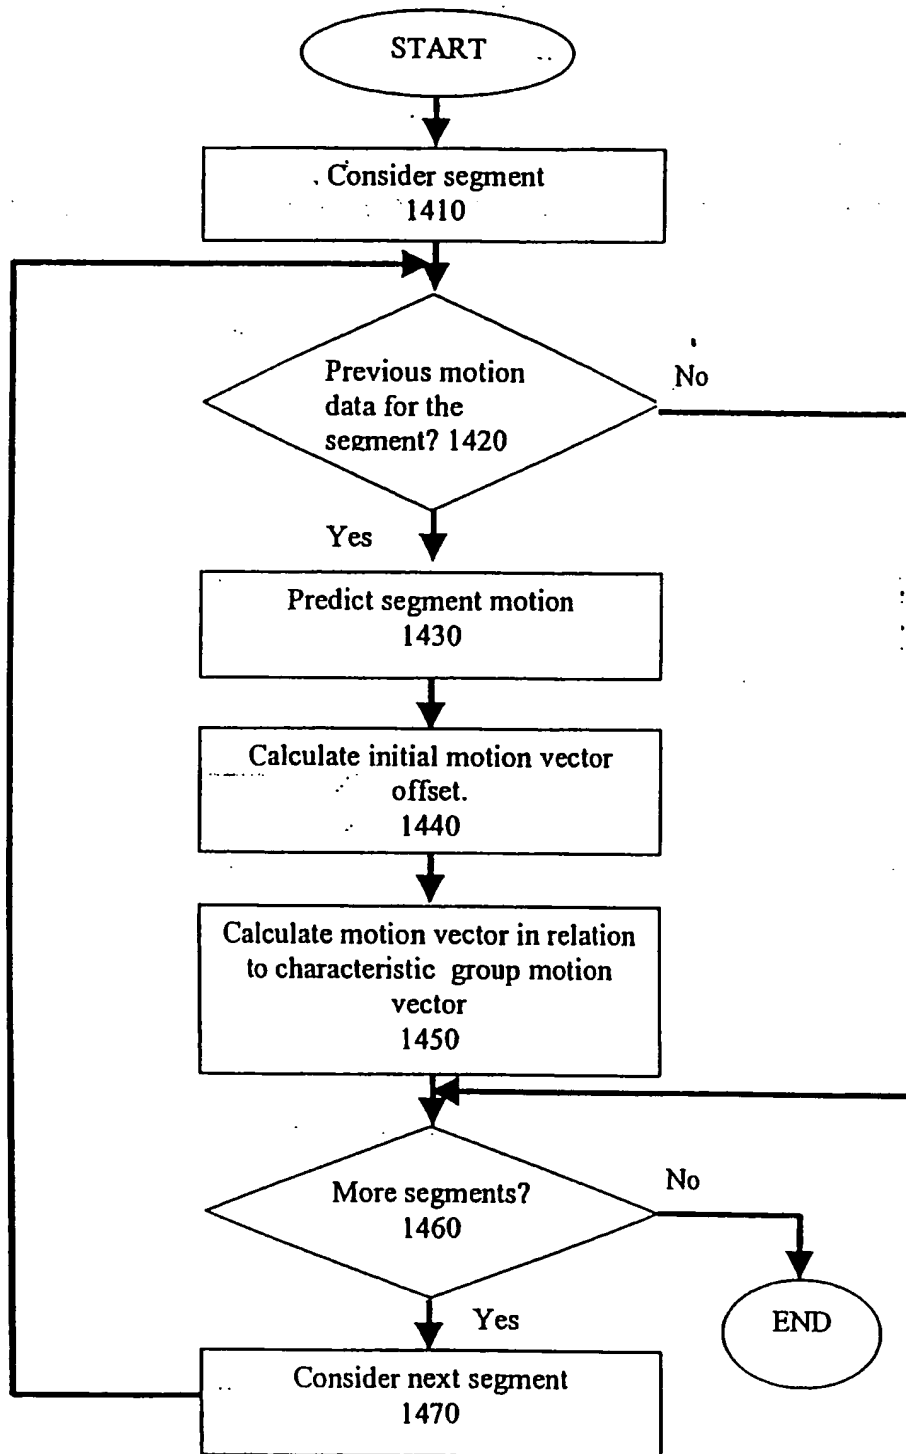 START
Consider segment
1410
Previous motion
data for the
segment? 1420
No
Yes
Predict segment motion
1430
Calculate initial motion vector
offset.
1440
Calculate motion vector in relation
to characteristic group motion
vector
1450
More segments?
1460
No
Yes
END
Consider next segment
1470